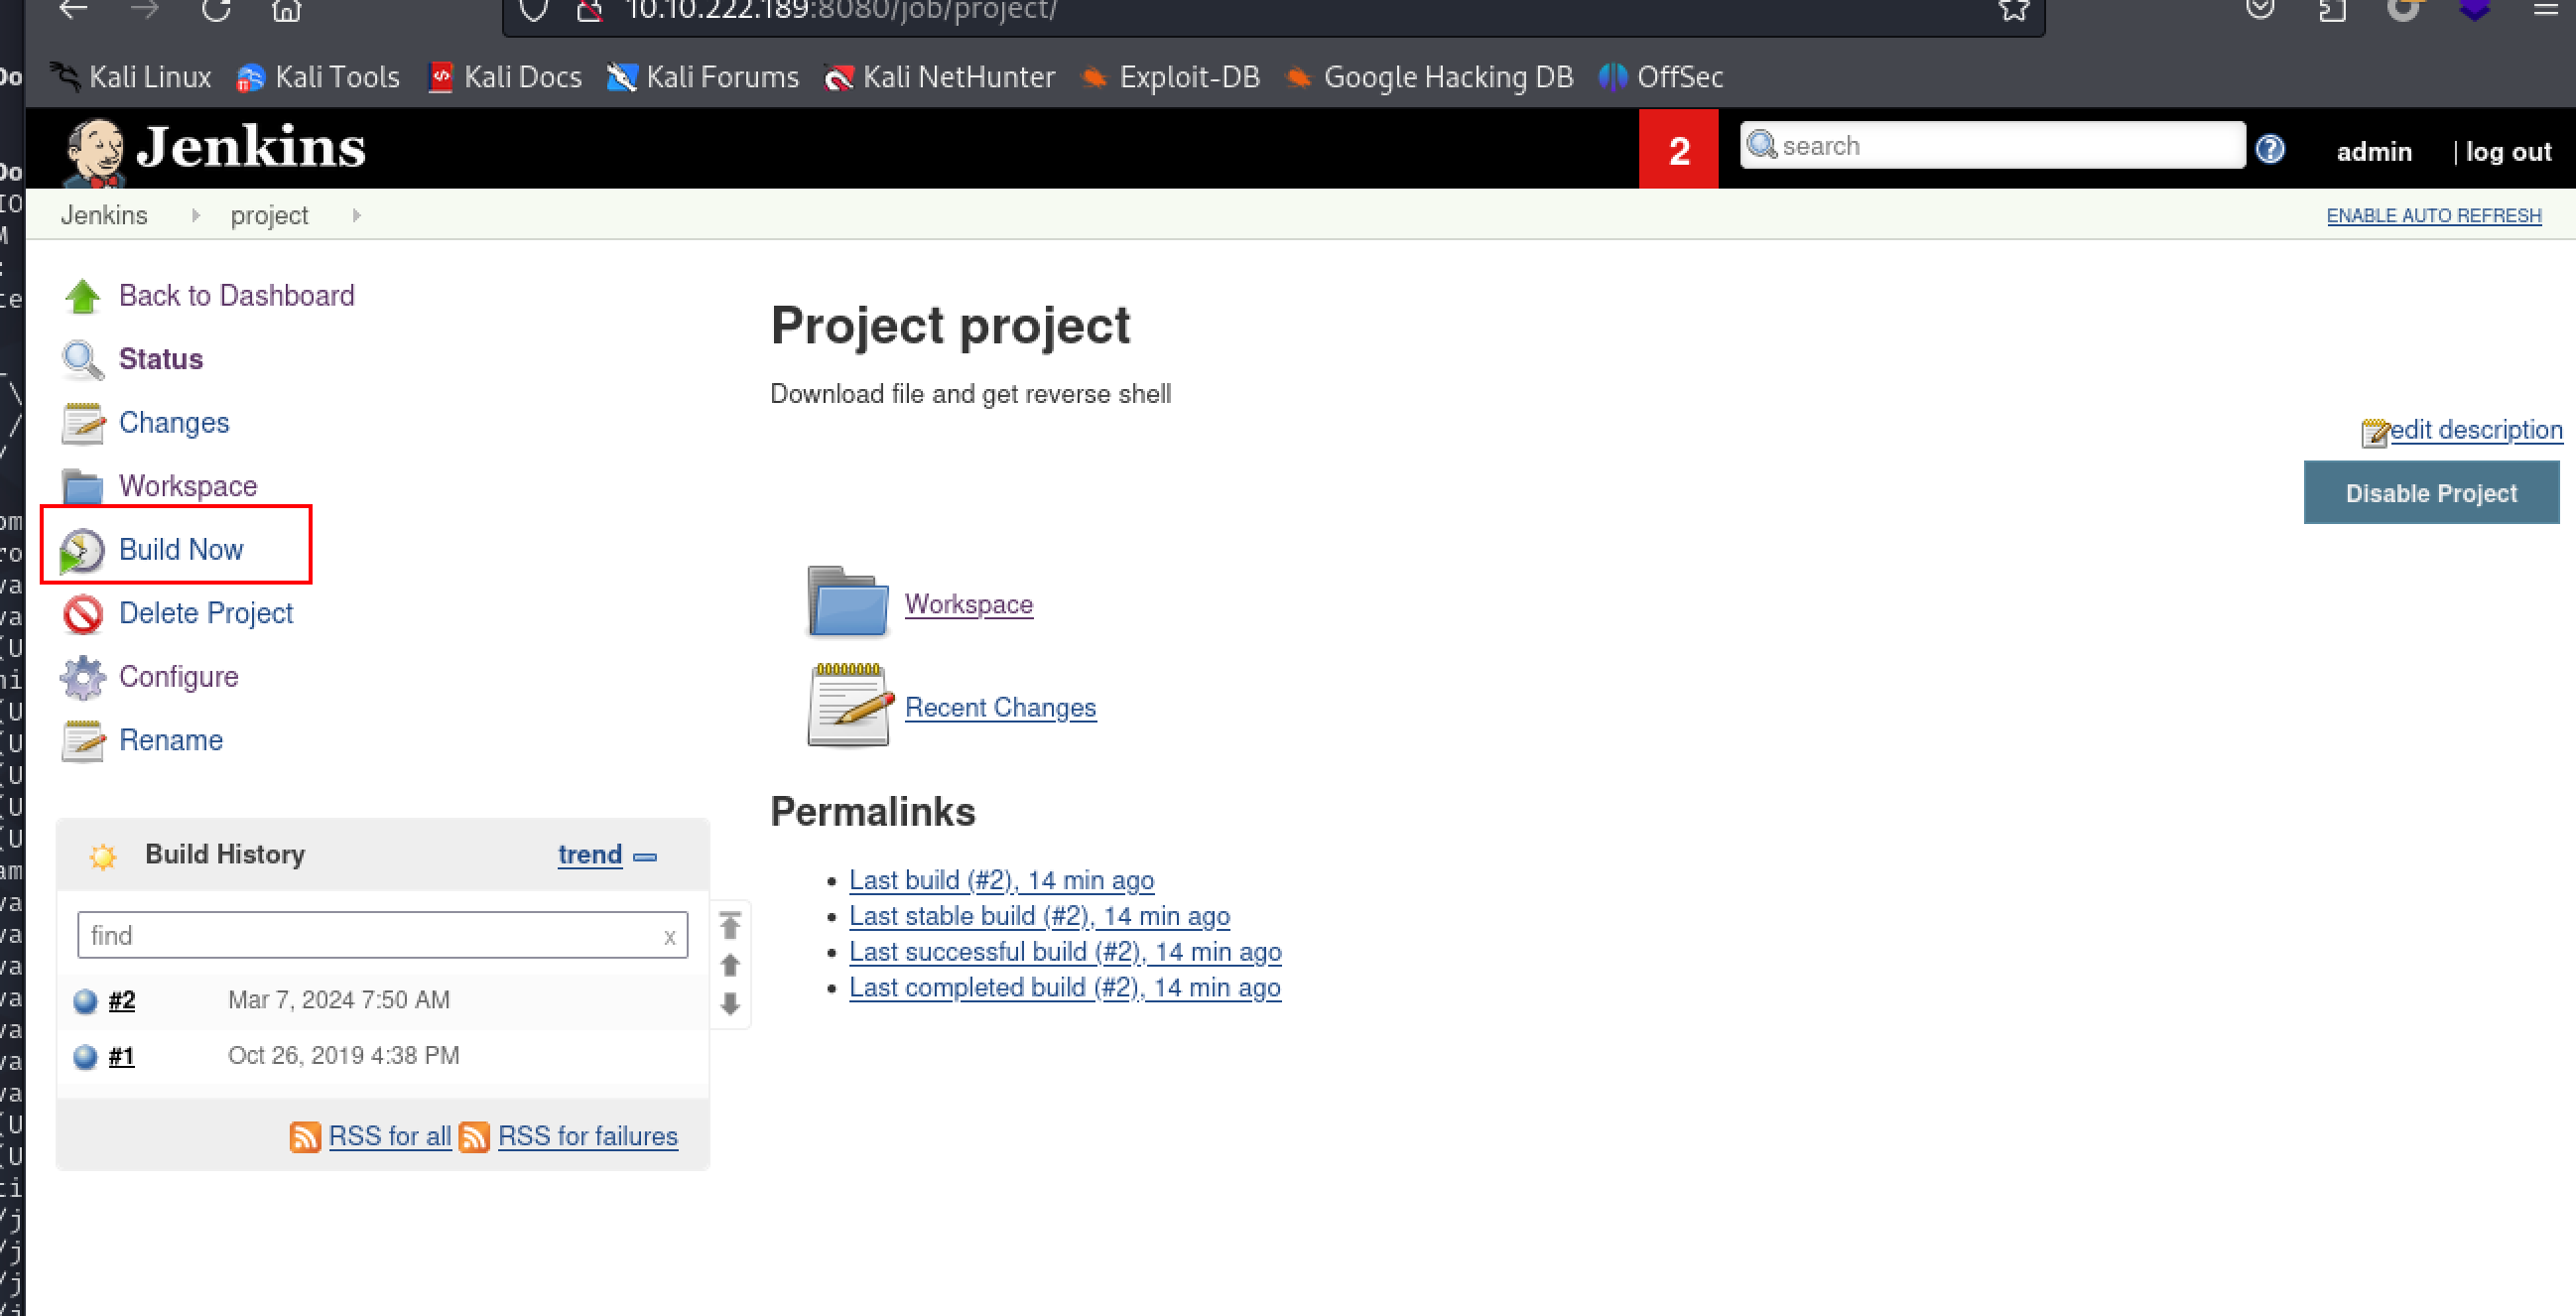 10.10.222.189:8080/job/project/
Kali Linux Kali Tools Kali Docs Kali Forums Kali NetHunter Exploit-DB Google Hacking DB OffSec
Jenkins 2 search admin | log out
Jenkins project ENABLE AUTO REFRESH
Back to Dashboard
Status
Changes
Workspace
Build Now
Delete Project
Configure
Rename
Project project
Download file and get reverse shell
edit description
Disable Project
Workspace
Recent Changes
Build History trend
find x
#2 Mar 7, 2024 7:50 AM
#1 Oct 26, 2019 4:38 PM
RSS for all RSS for failures
Permalinks
Last build (#2), 14 min ago
Last stable build (#2), 14 min ago
Last successful build (#2), 14 min ago
Last completed build (#2), 14 min ago